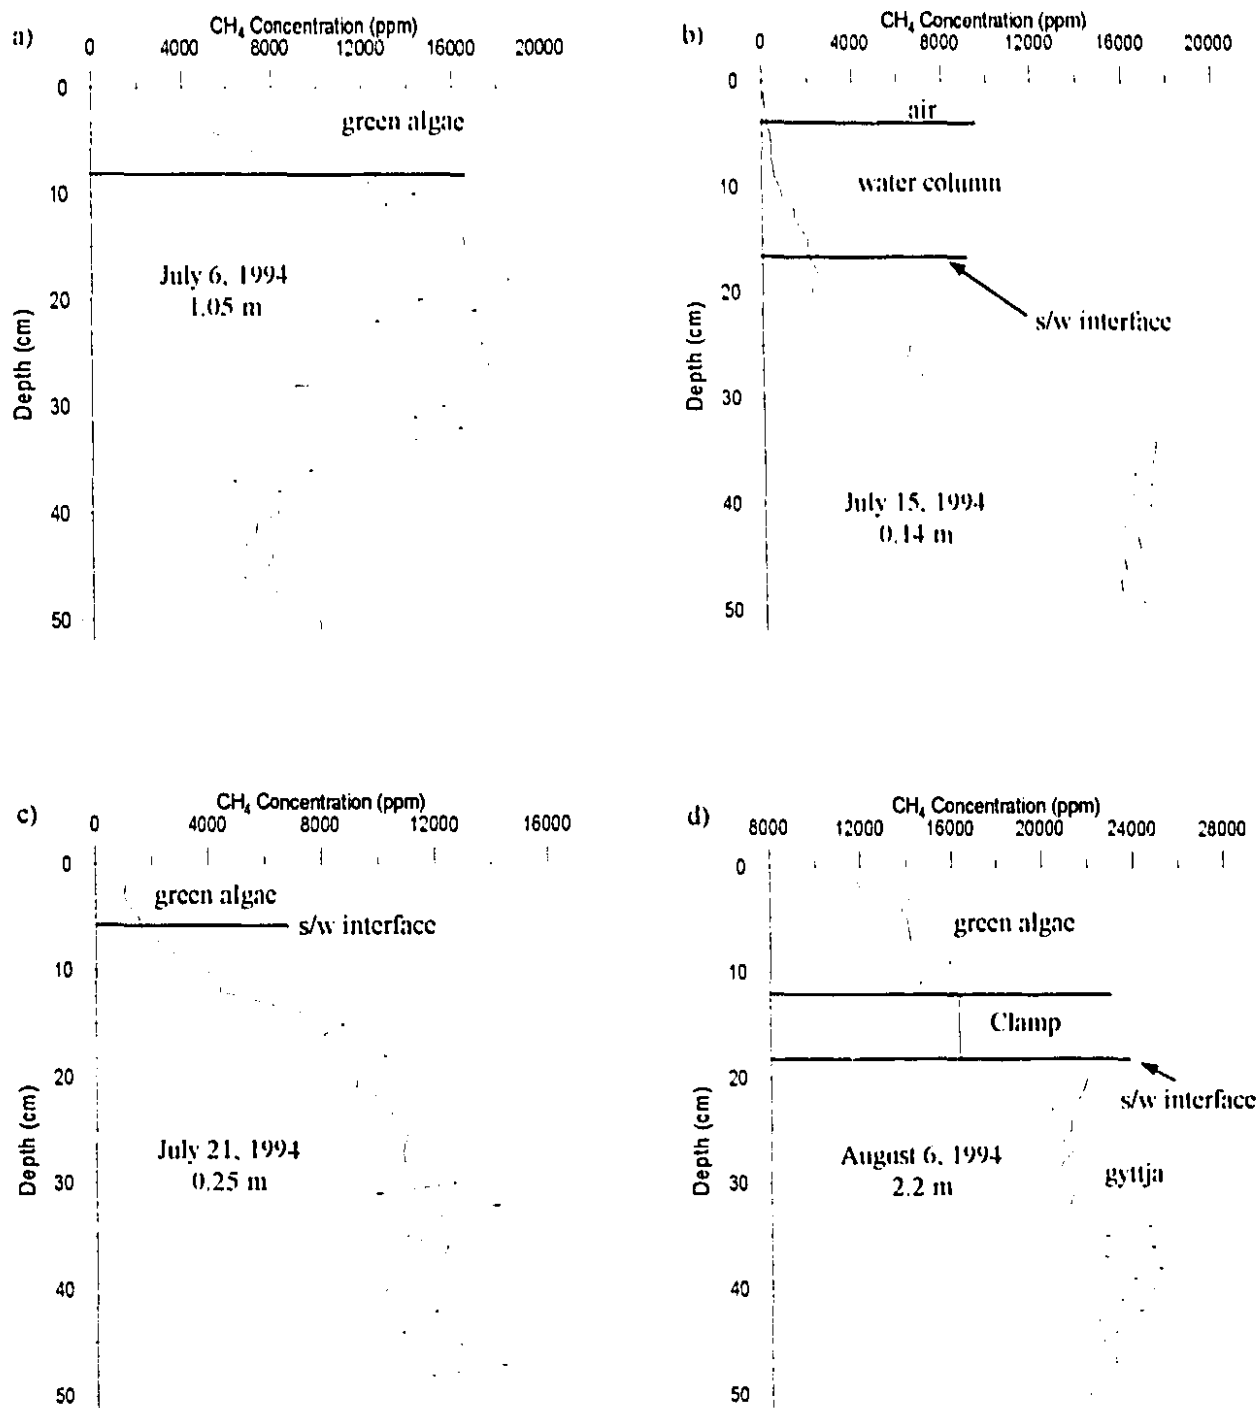 a)
CH₄ Concentration (ppm)
0 4000 8000 12000 16000 20000
0
10
20
30
40
50
Depth (cm)
green algae
July 6, 1994
1.05 m
b)
CH₄ Concentration (ppm)
0 4000 8000 12000 16000 20000
0
10
20
30
40
50
Depth (cm)
air
water column
s/w interface
July 15, 1994
0.14 m
c)
CH₄ Concentration (ppm)
0 4000 8000 12000 16000
0
10
20
30
40
50
Depth (cm)
green algae
s/w interface
July 21, 1994
0.25 m
d)
CH₄ Concentration (ppm)
8000 12000 16000 20000 24000 28000
0
10
20
30
40
50
Depth (cm)
green algae
Clamp
s/w interface
August 6, 1994
2.2 m
gyttja